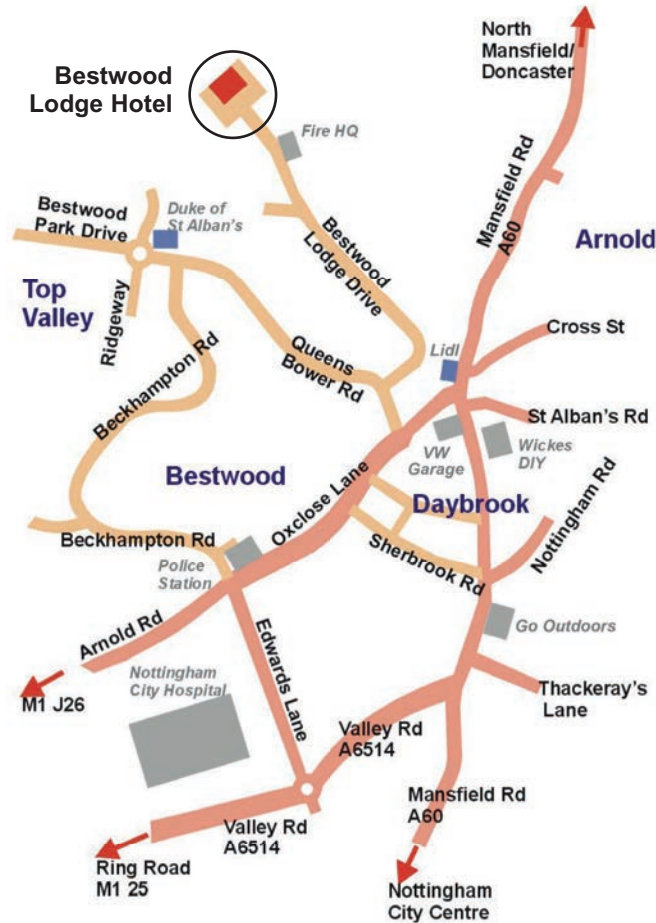 North
Mansfield/
Doncaster
Bestwood
Lodge Hotel
Fire HQ
Mansfield Rd
A60
Arnold
Bestwood
Park Drive
Duke of
St Alban's
Bestwood
Lodge Drive
Top
Valley
Ridgeway
Cross St
Lidl
Queens
Bower Rd
Beckhampton Rd
St Alban's Rd
VW
Garage
Wickes
DIY
Bestwood
Oxclose Lane
Daybrook
Nottingham Rd
Beckhampton Rd
Sherbrook Rd
Police
Station
Go Outdoors
Arnold Rd
Edwards Lane
Nottingham
City Hospital
Thackeray's
Lane
M1 J26
Valley Rd
A6514
Mansfield Rd
A60
Valley Rd
A6514
Ring Road
M1 25
Nottingham
City Centre